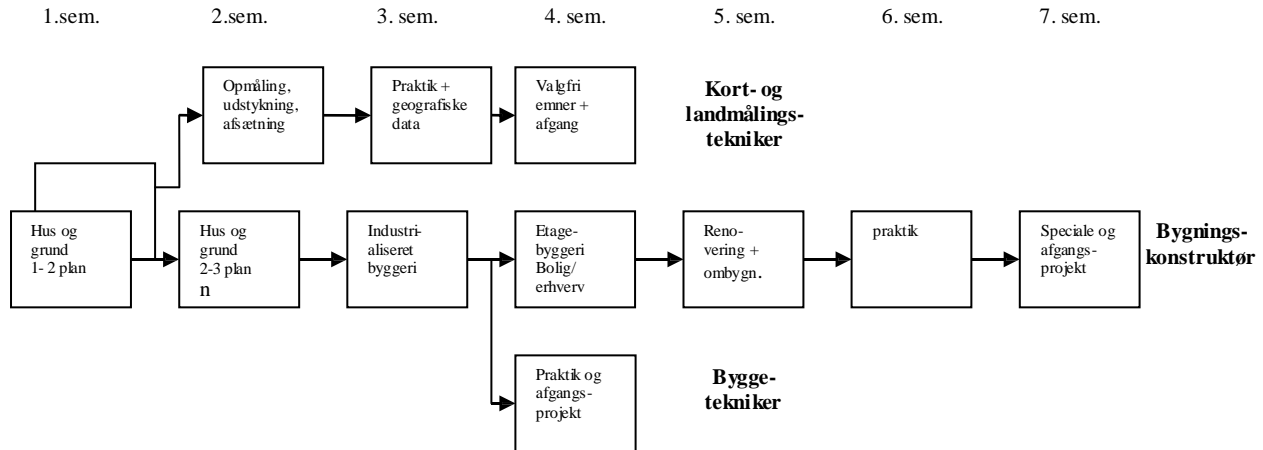 1.sem.
2.sem.
3. sem.
4. sem.
5. sem.
6. sem.
7. sem.
Opmåling,
udstykning,
afsætning
Praktik +
geografiske
data
Valgfri
emner +
afgang
Kort- og
landmålings-
tekniker
Hus og
grund
1- 2 plan
Hus og
grund
2-3 plan
n
Industri-
aliseret
byggeri
Etage-
byggeri
Bolig/
erhverv
Reno-
vering +
ombygn.
praktik
Speciale og
afgangs-
projekt
Bygnings-
konstruktør
Praktik og
afgangs-
projekt
Bygge-
tekniker